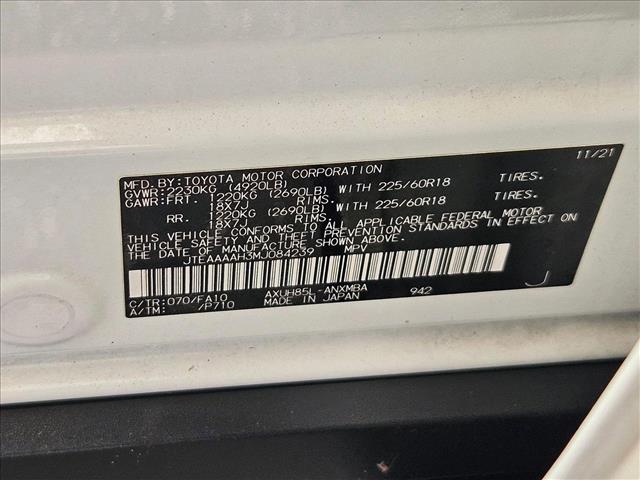 MFD.BY:TOYOTA MOTOR CORPORATION 11/21
GVWR:2230KG (4920LB)
GAWR:FRT. 1220KG (2690LB) WITH 225/60R18 TIRES.
18X7J RIMS.
RR. 1220KG (2690LB) WITH 225/60R18 TIRES.
18X7J RIMS.
THIS VEHICLE CONFORMS TO ALL APPLICABLE FEDERAL MOTOR
VEHICLE SAFETY AND THEFT PREVENTION STANDARDS IN EFFECT ON
THE DATE OF MANUFACTURE SHOWN ABOVE.
JTEAAAAH3MJ084239 MPV
C/TR:070/FA10 AXUH85L-ANXMBA 942 J
A/TM: /P710 MADE IN JAPAN